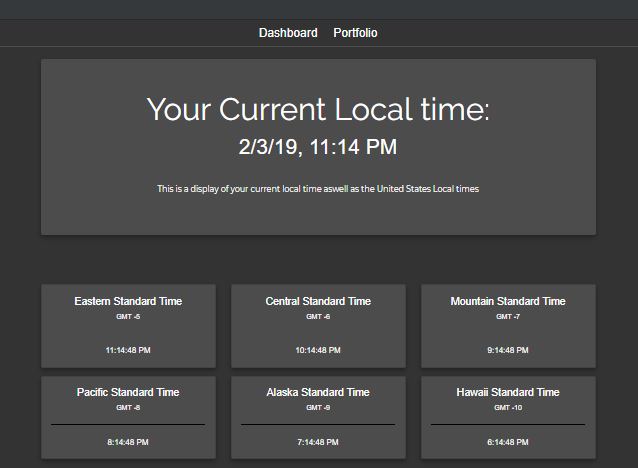 Dashboard Portfolio
Your Current Local time:
2/3/19, 11:14 PM
This is a display of your current local time aswell as the United States Local times
Eastern Standard Time
GMT -5
11:14:48 PM
Central Standard Time
GMT -6
10:14:48 PM
Mountain Standard Time
GMT -7
9:14:48 PM
Pacific Standard Time
GMT -8
8:14:48 PM
Alaska Standard Time
GMT -9
7:14:48 PM
Hawaii Standard Time
GMT -10
6:14:48 PM